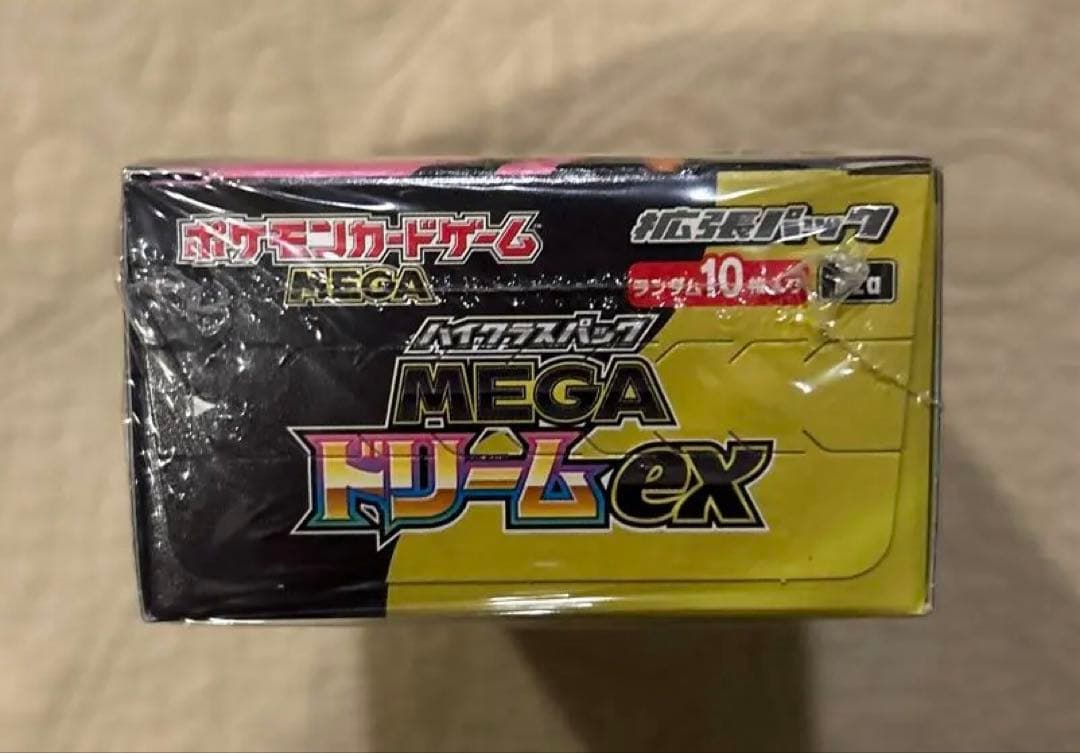 ポケモンカードゲーム
MEGA
拡張パック
ランダム10枚入り
ハイクラスパック
MEGA
ドリームex